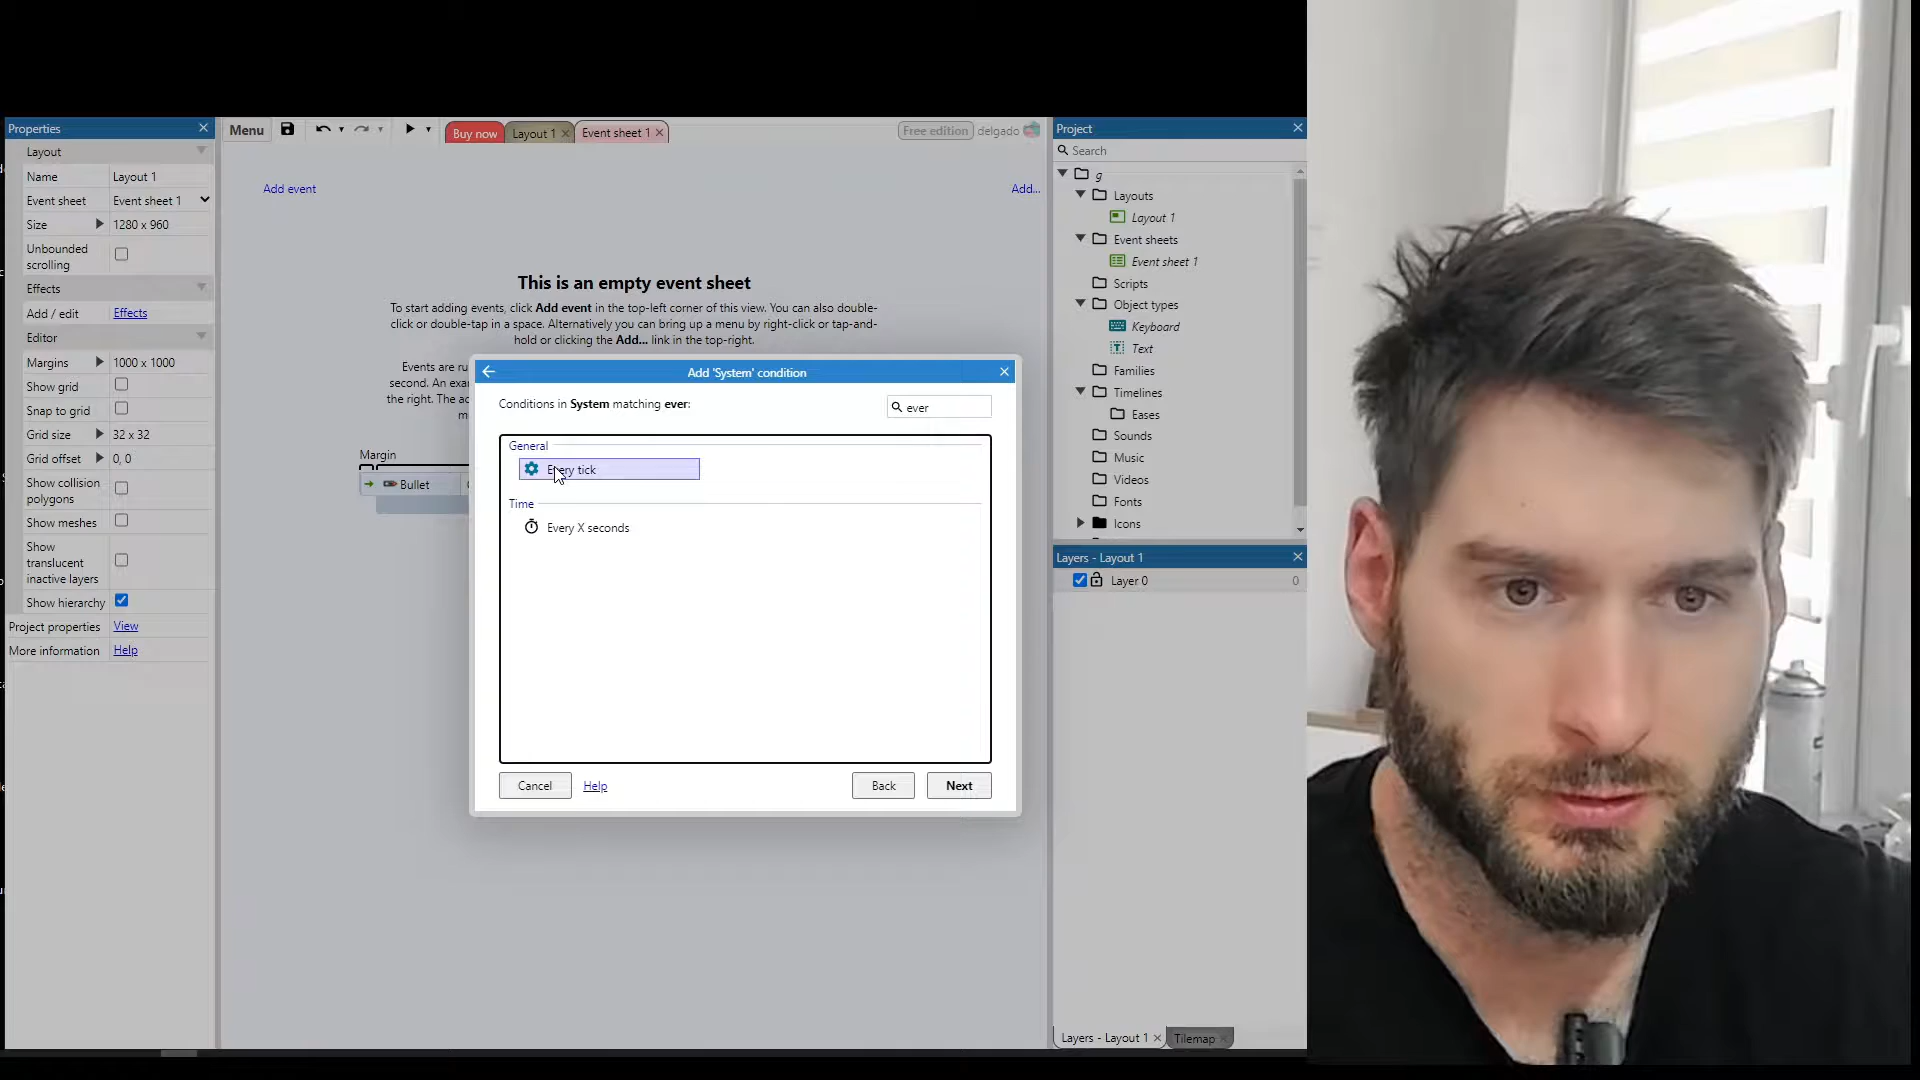 Properties
Layout
Name Layout 1
Event sheet Event sheet 1
Size 1280 x 960
Unbounded
scrolling
Effects
Add / edit Effects
Editor
Margins 1000 x 1000
Show grid
Snap to grid
Grid size 32 x 32
Grid offset 0, 0
Show collision
polygons
Show meshes
Show
translucent
inactive layers
Show hierarchy
Project properties View
More information Help
Menu
Buy now
Layout 1
Event sheet 1
Free edition
delgado
Add event
Add...
This is an empty event sheet
To start adding events, click Add event in the top-left corner of this view. You can also double-
click or double-tap in a space. Alternatively you can bring up a menu by right-click or tap-and-
hold or clicking the Add... link in the top-right.
Events are
second. An
the right. The
Margin
Bullet
Add 'System' condition
Conditions in System matching ever:
ever
General
Every tick
Time
Every X seconds
Cancel
Help
Back
Next
Project
Search
g
Layouts
Layout 1
Event sheets
Event sheet 1
Scripts
Object types
Keyboard
Text
Families
Timelines
Eases
Sounds
Music
Videos
Fonts
Icons
Layers - Layout 1
Layer 0 0
Layers - Layout 1
Tilemap